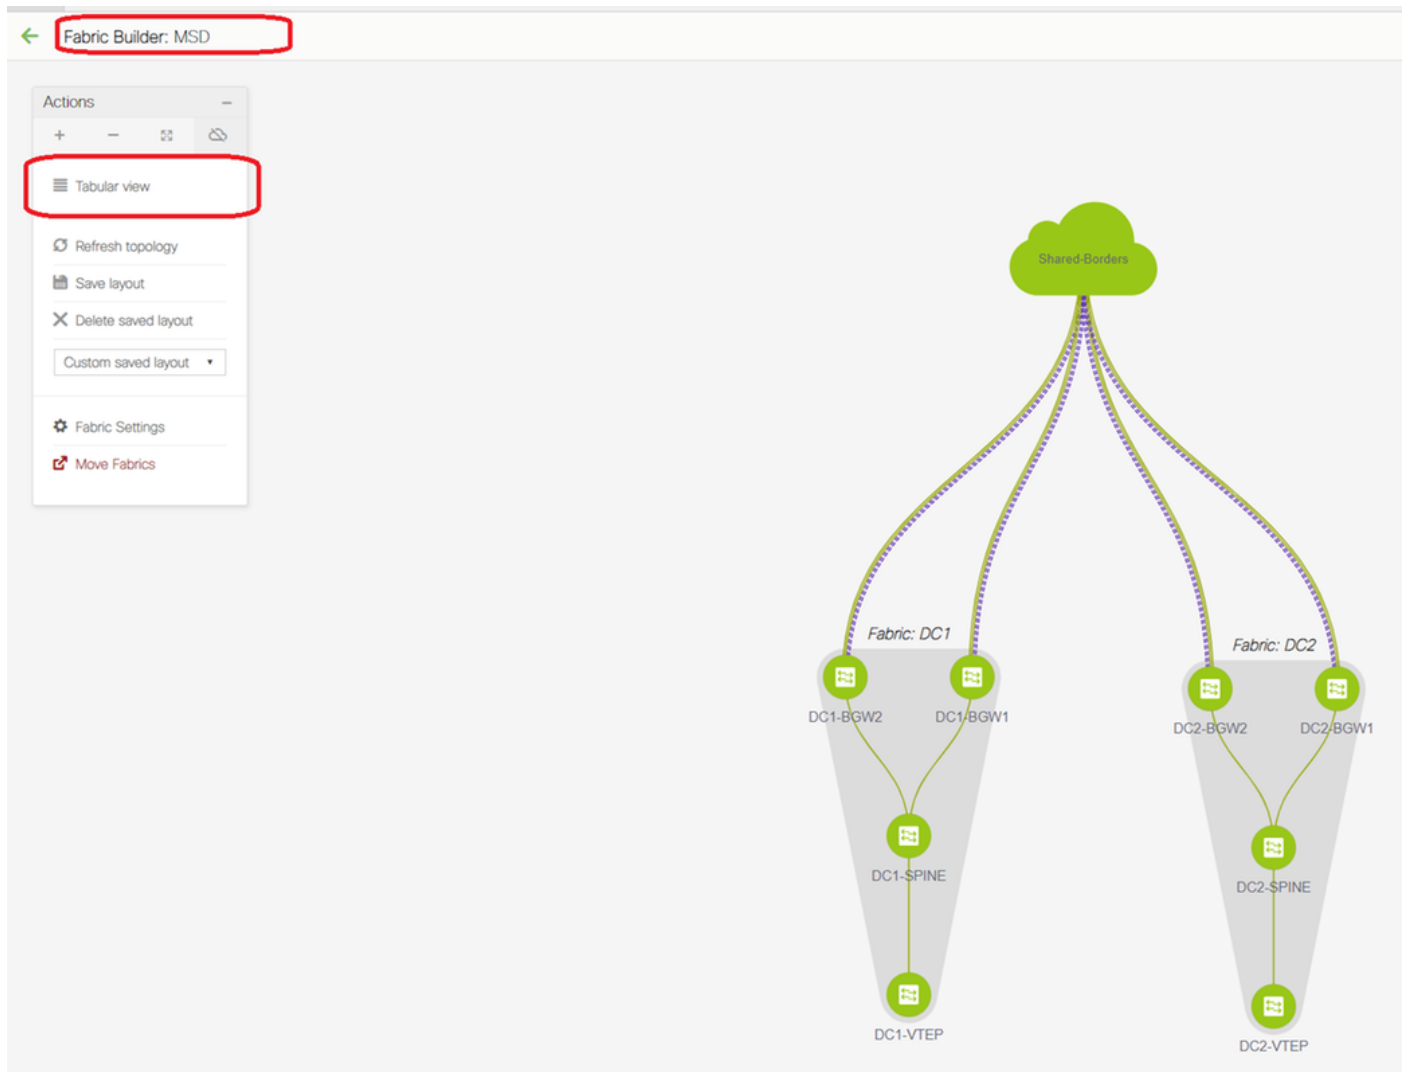 Fabric Builder: MSD
Actions
Tabular view
Refresh topology
Save layout
Delete saved layout
Custom saved layout
Fabric Settings
Move Fabrics
Shared-Borders
Fabric: DC1
Fabric: DC2
DC1-BGW2
DC1-BGW1
DC2-BGW2
DC2-BGW1
DC1-SPINE
DC2-SPINE
DC1-VTEP
DC2-VTEP